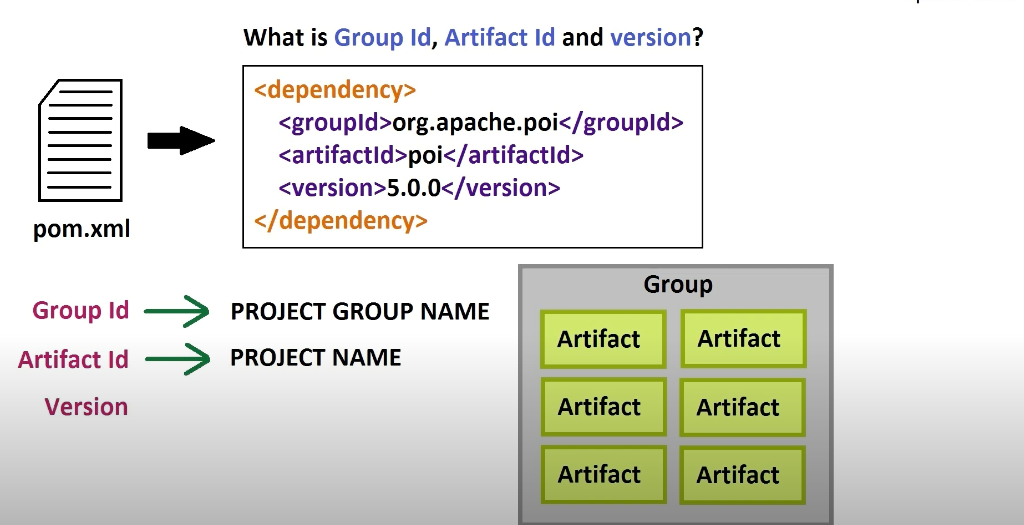 What is Group Id, Artifact Id and version?
<dependency>
<groupId>org.apache.poi</groupId>
<artifactId>poi</artifactId>
<version>5.0.0</version>
</dependency>
pom.xml
Group Id
PROJECT GROUP NAME
Artifact Id
PROJECT NAME
Version
Group
Artifact Artifact
Artifact Artifact
Artifact Artifact